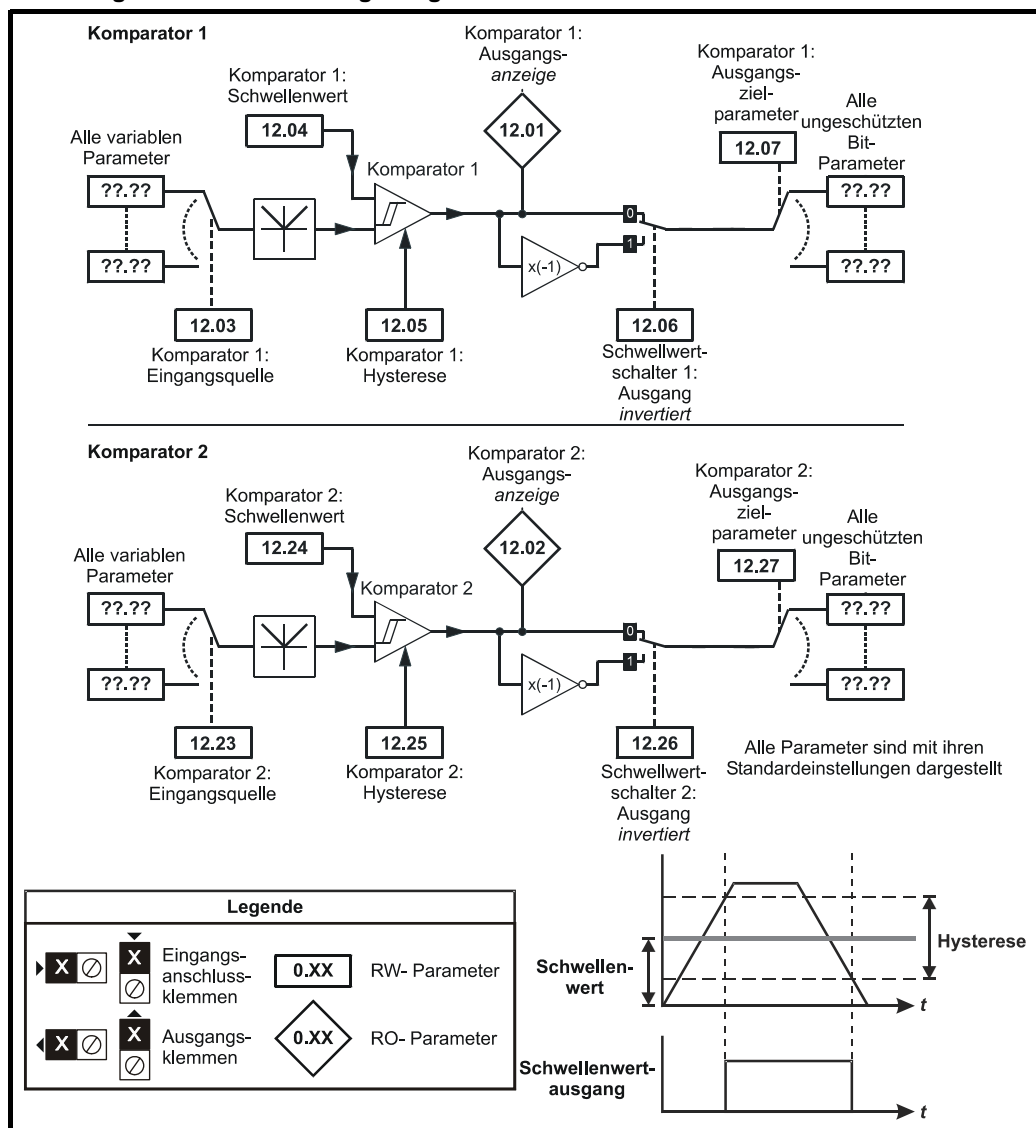 Komparator 1
Komparator 1:
Schwellenwert
12.04
Komparator 1:
Ausgangs-
anzeige
12.01
Komparator 1:
Ausgangs-
ziel-
parameter
12.07
Alle
ungeschützten
Bit-
Parameter
??.??
??.??
Alle variablen
Parameter
??.??
??.??
Komparator 1
0
1
x(-1)
12.03
Komparator 1:
Eingangsquelle
12.05
Komparator 1:
Hysterese
12.06
Schwellwert-
schalter 1:
Ausgang
invertiert
Komparator 2
Komparator 2:
Schwellenwert
12.24
Komparator 2:
Ausgangs-
anzeige
12.02
Komparator 2:
Ausgangs-
ziel-
parameter
12.27
Alle
ungeschützten
Bit-
Parameter
??.??
??.??
Alle variablen
Parameter
??.??
??.??
Komparator 2
0
1
x(-1)
12.23
Komparator 2:
Eingangsquelle
12.25
Komparator 2:
Hysterese
12.26
Schwellwert-
schalter 2:
Ausgang
invertiert
Alle Parameter sind mit ihren
Standardeinstellungen dargestellt
Legende
X
X
Eingangs-
anschluss-
klemmen
0.XX
RW- Parameter
X
X
Ausgangs-
klemmen
0.XX
RO- Parameter
Schwellen-
wert
Hysterese
t
Schwellenwert-
ausgang
t